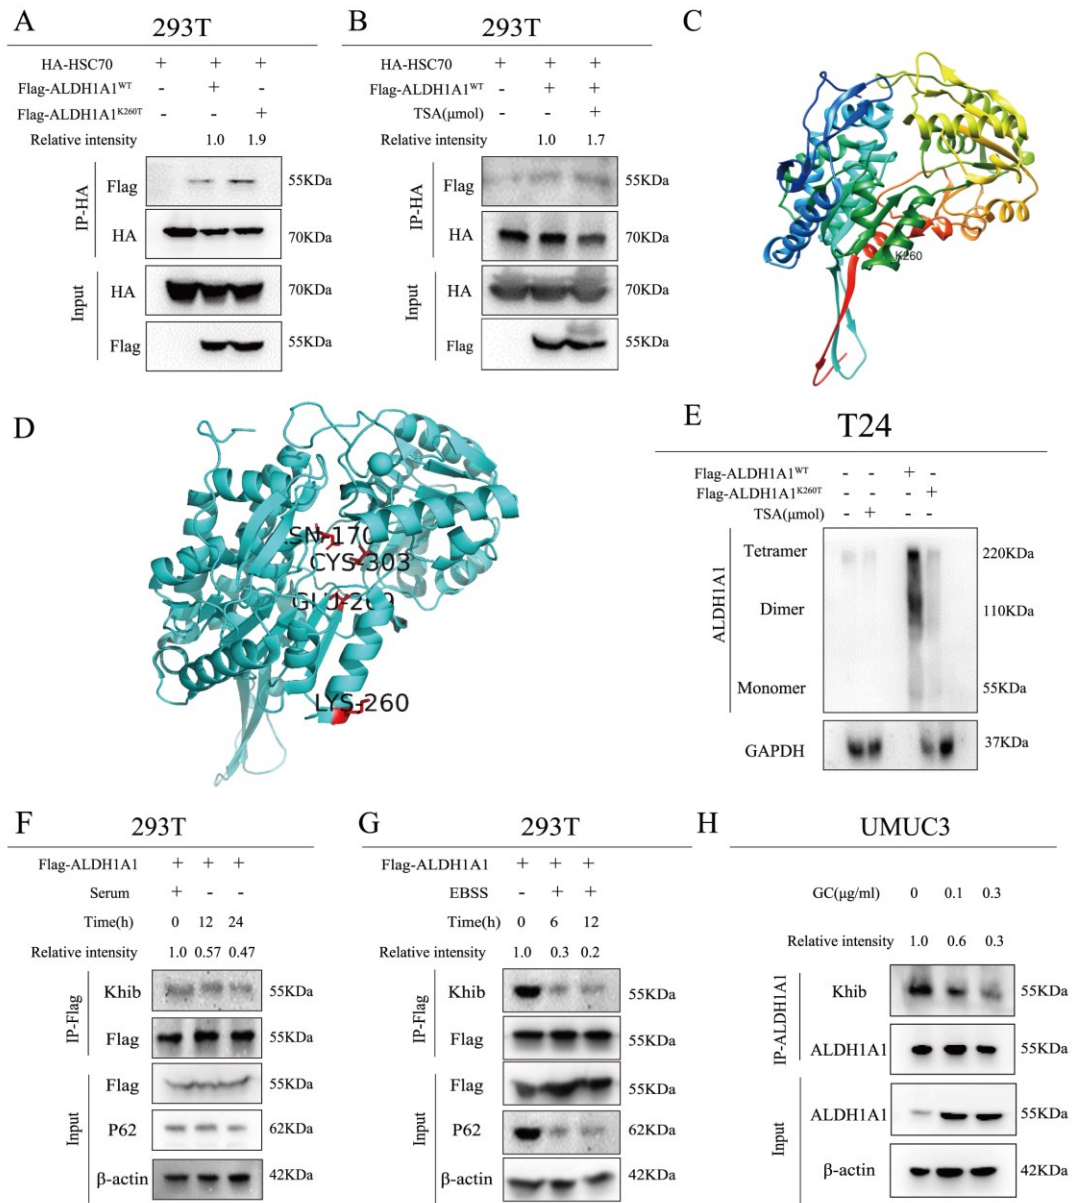 A
293T
HA-HSC70 + + +
Flag-ALDH1A1WT - + -
Flag-ALDH1A1K260T - - +
Relative intensity 1.0 1.9
IP-HA
Flag 55KDa
HA 70KDa
Input
HA 70KDa
Flag 55KDa
B
293T
HA-HSC70 + + +
Flag-ALDH1A1WT - + +
TSA(μmol) - - +
Relative intensity 1.0 1.7
IP-HA
Flag 55KDa
HA 70KDa
Input
HA 70KDa
Flag 55KDa
C
K260
D
CYS-303
LYS-260
E
T24
Flag-ALDH1A1WT - - + -
Flag-ALDH1A1K260T - - - +
TSA(μmol) - +
ALDH1A1
Tetramer 220KDa
Dimer 110KDa
Monomer 55KDa
GAPDH 37KDa
F
293T
Flag-ALDH1A1 + + +
Serum + - -
Time(h) 0 12 24
Relative intensity 1.0 0.57 0.47
IP-Flag
Khib 55KDa
Flag 55KDa
Input
Flag 55KDa
P62 62KDa
β-actin 42KDa
G
293T
Flag-ALDH1A1 + + +
EBSS - + +
Time(h) 0 6 12
Relative intensity 1.0 0.3 0.2
IP-Flag
Khib 55KDa
Flag 55KDa
Input
Flag 55KDa
P62 62KDa
β-actin 42KDa
H
UMUC3
GC(μg/ml) 0 0.1 0.3
Relative intensity 1.0 0.6 0.3
IP-ALDH1A1
Khib 55KDa
ALDH1A1 55KDa
Input
ALDH1A1 55KDa
β-actin 42KDa